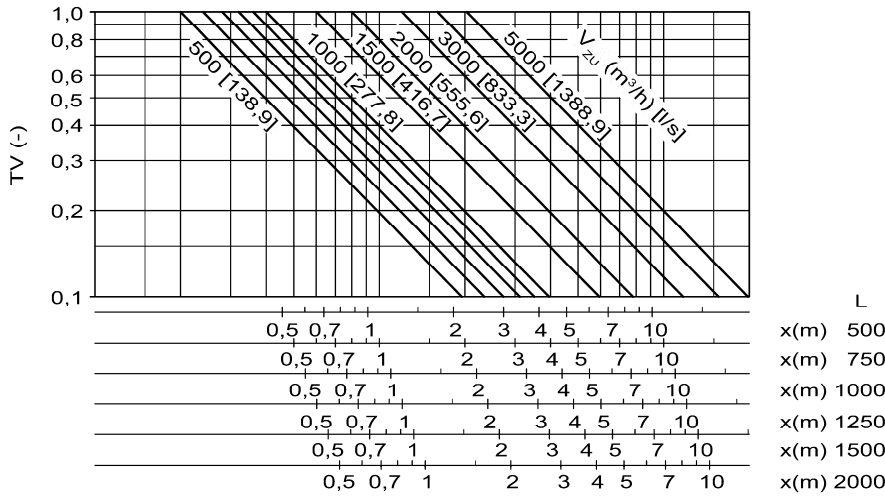 1,0
0,8
0,6
0,5
0,4
0,3
0,2
0,1
TV (-)
500 [138,9]
1000 [277,8]
1500 [416,7]
2000 [555,6]
3000 [833,3]
5000 [1388,9]
V_ZU (m³/h) [l/s]
L
0,5 0,7 1 2 3 4 5 7 10 x(m) 500
0,5 0,7 1 2 3 4 5 7 10 x(m) 750
0,5 0,7 1 2 3 4 5 7 10 x(m) 1000
0,5 0,7 1 2 3 4 5 7 10 x(m) 1250
0,5 0,7 1 2 3 4 5 7 10 x(m) 1500
0,5 0,7 1 2 3 4 5 7 10 x(m) 2000